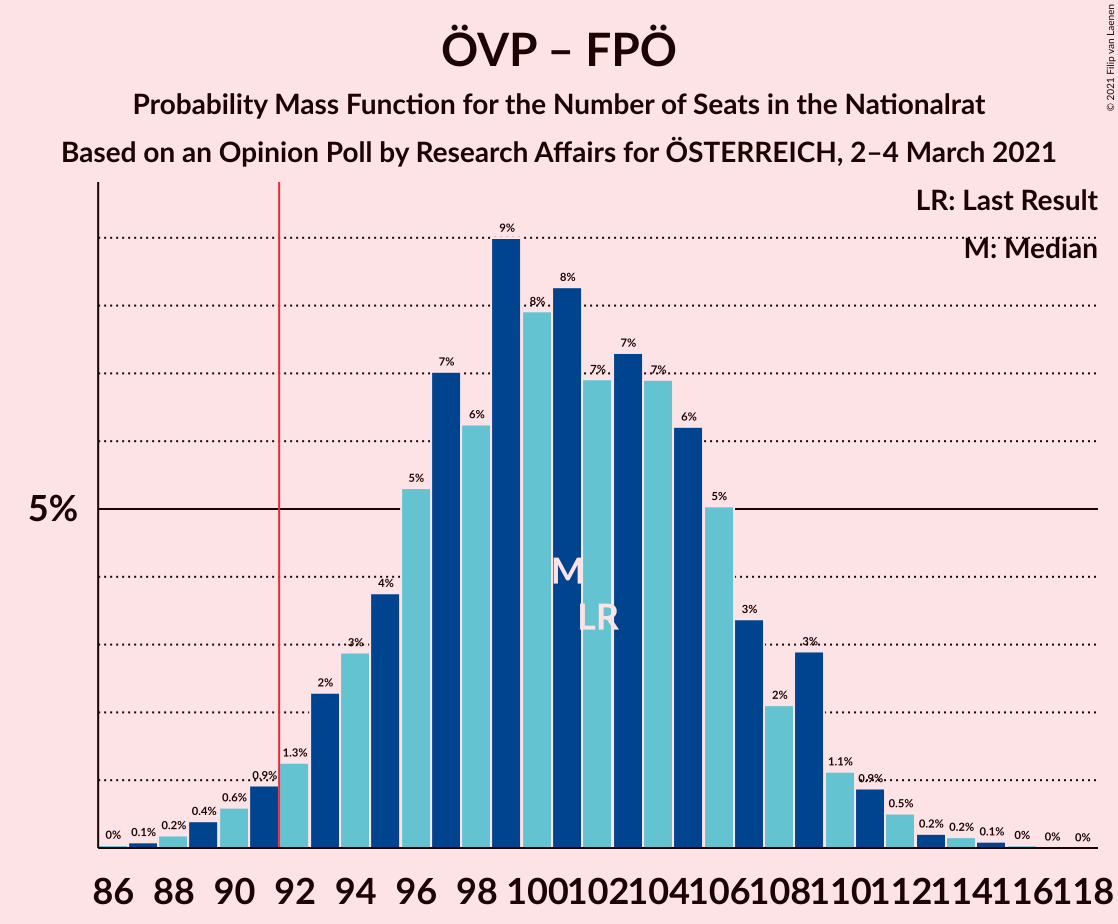 ÖVP – FPÖ
Probability Mass Function for the Number of Seats in the Nationalrat
Based on an Opinion Poll by Research Affairs for ÖSTERREICH, 2–4 March 2021
© 2021 Filip van Laenen
LR: Last Result
M: Median
5%
0% 0.1% 0.2% 0.4% 0.6% 0.9% 1.3% 2% 3% 4% 5% 7% 6% 9% 8% 8% 7% 7% 7% 6% 5% 3% 2% 3% 1.1% 0.9% 0.5% 0.2% 0.2% 0.1% 0% 0% 0%
M
LR
86 88 90 92 94 96 98 100 102 104 106 108 110 112 114 116 118